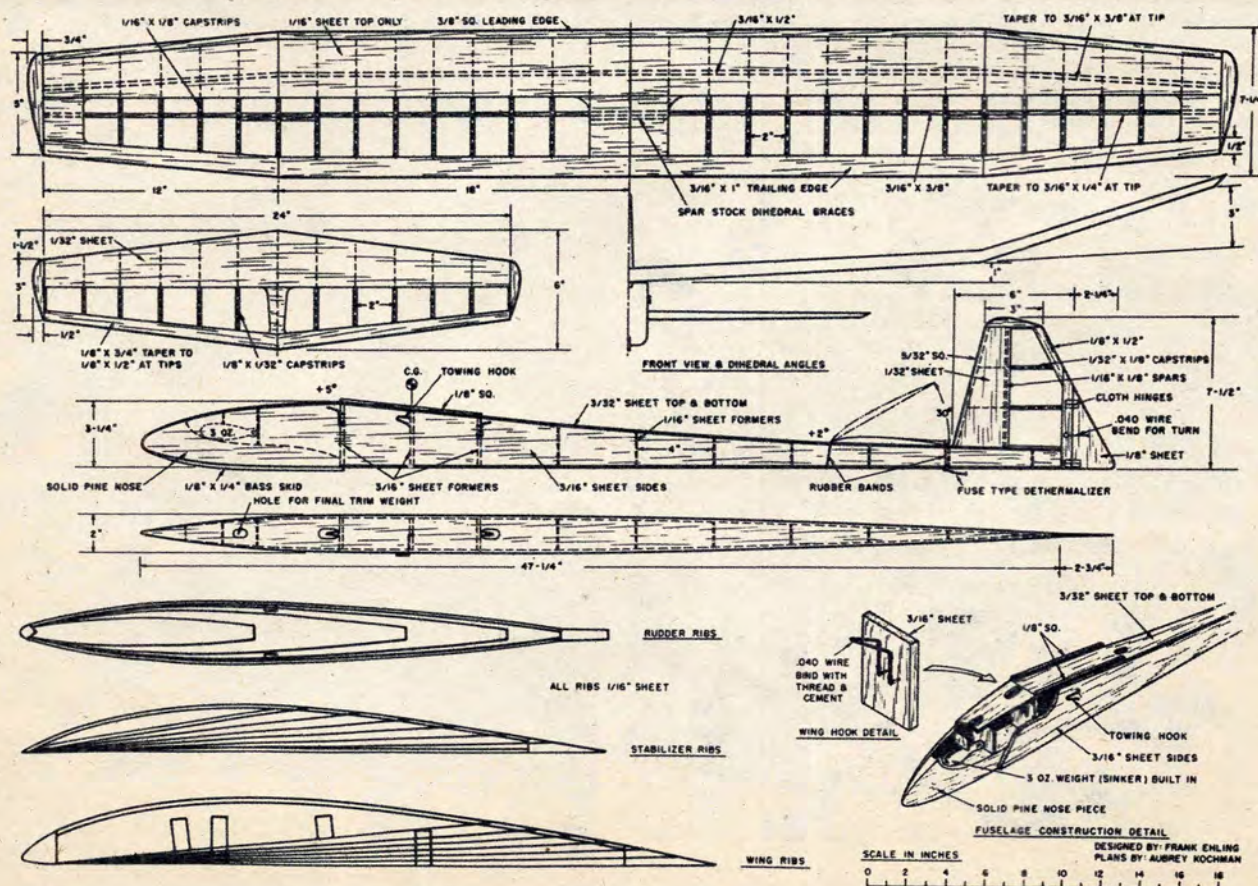 1/16" X 1/8" CAPSTRIPS
1/16" SHEET TOP ONLY
3/8" SQ. LEADING EDGE
3/16" X 1/2"
TAPER TO 3/16" X 3/8" AT TIP
3/4"
5"
2"
1/2"
12"
18"
3/16" X 1" TRAILING EDGE
3/16" X 3/8"
TAPER TO 3/16" X 1/4" AT TIP
SPAR STOCK DIHEDRAL BRACES
24"
1-1/2"
1/32" SHEET
3"
2"
6"
1/2"
1/8" X 3/4" TAPER TO
1/8" X 1/2" AT TIPS
1/8" X 1/32" CAPSTRIPS
3"
1"
FRONT VIEW & DIHEDRAL ANGLES
6"
2-1/4"
3"
1/8" X 1/2"
5/32" SQ.
1/32" SHEET
1/32" X 1/8" CAPSTRIPS
1/16" X 1/8" SPARS
CLOTH HINGES
.040 WIRE
BEND FOR TURN
1/8" SHEET
7-1/2"
30°
C.G.
TOWING HOOK
+5°
1/8" SQ.
3/32" SHEET TOP & BOTTOM
1/16" SHEET FORMERS
+2°
3-1/4"
3 OZ.
4"
SOLID PINE NOSE
1/8" X 1/4" BASS SKID
3/16" SHEET FORMERS
3/16" SHEET SIDES
RUBBER BANDS
FUSE TYPE DETHERMALIZER
HOLE FOR FINAL TRIM WEIGHT
2"
47-1/4"
2-3/4"
RUDDER RIBS
ALL RIBS 1/16" SHEET
STABILIZER RIBS
WING RIBS
3/16" SHEET
.040 WIRE
BIND WITH
THREAD &
CEMENT
WING HOOK DETAIL
3/32" SHEET TOP & BOTTOM
1/8" SQ.
TOWING HOOK
3/16" SHEET SIDES
3 OZ. WEIGHT (SINKER) BUILT IN
SOLID PINE NOSE PIECE
FUSELAGE CONSTRUCTION DETAIL
DESIGNED BY: FRANK EHLING
PLANS BY: AUBREY KOCHMAN
SCALE IN INCHES
0 2 4 6 8 10 12 14 16 18